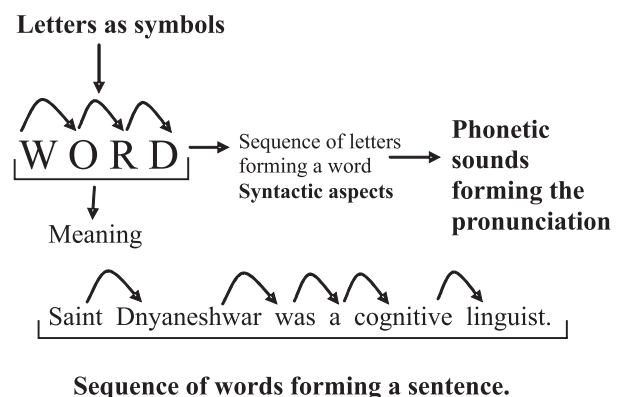 Letters as symbols
W O R D
Sequence of letters
forming a word
Syntactic aspects
Phonetic
sounds
forming the
pronunciation
Meaning
Saint Dnyaneshwar was a cognitive linguist.
Sequence of words forming a sentence.